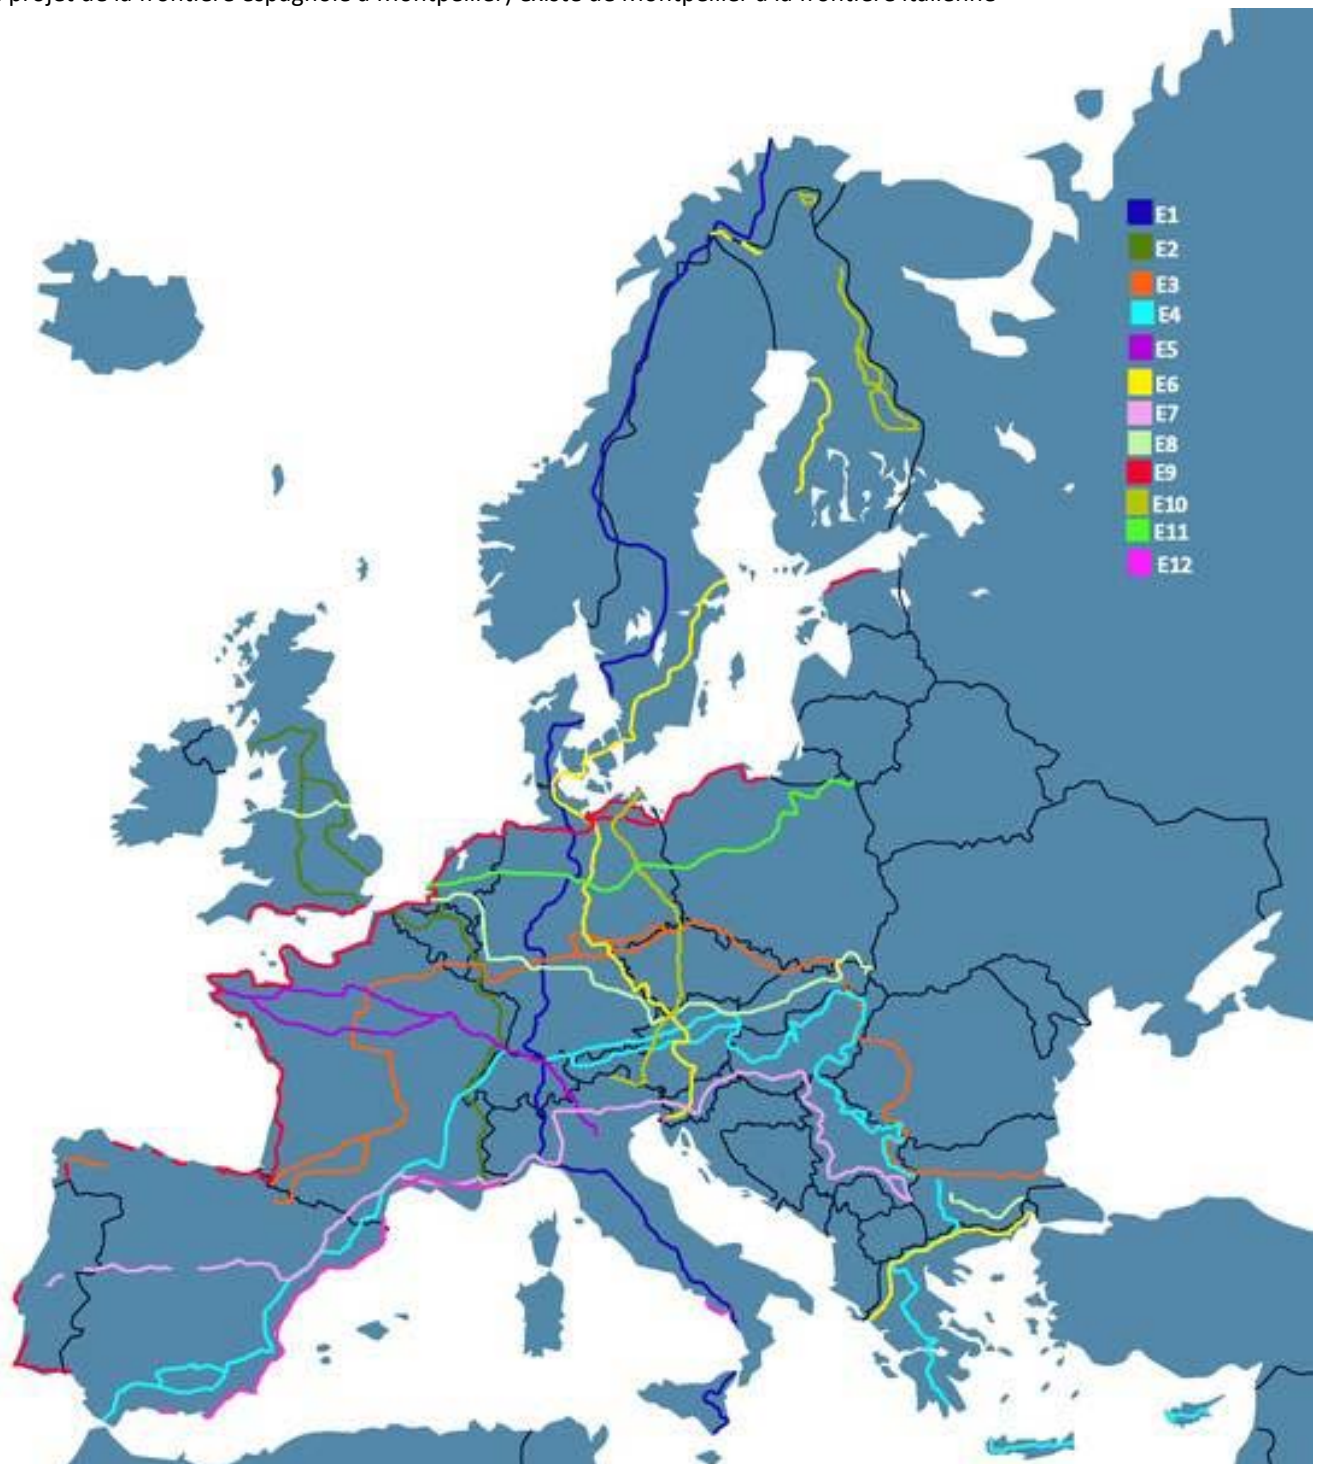 projet de la frontière espagnole à Montpellier, existe de Montpellier à la frontière italienne
E1
E2
E3
E4
E5
E6
E7
E8
E9
E10
E11
E12